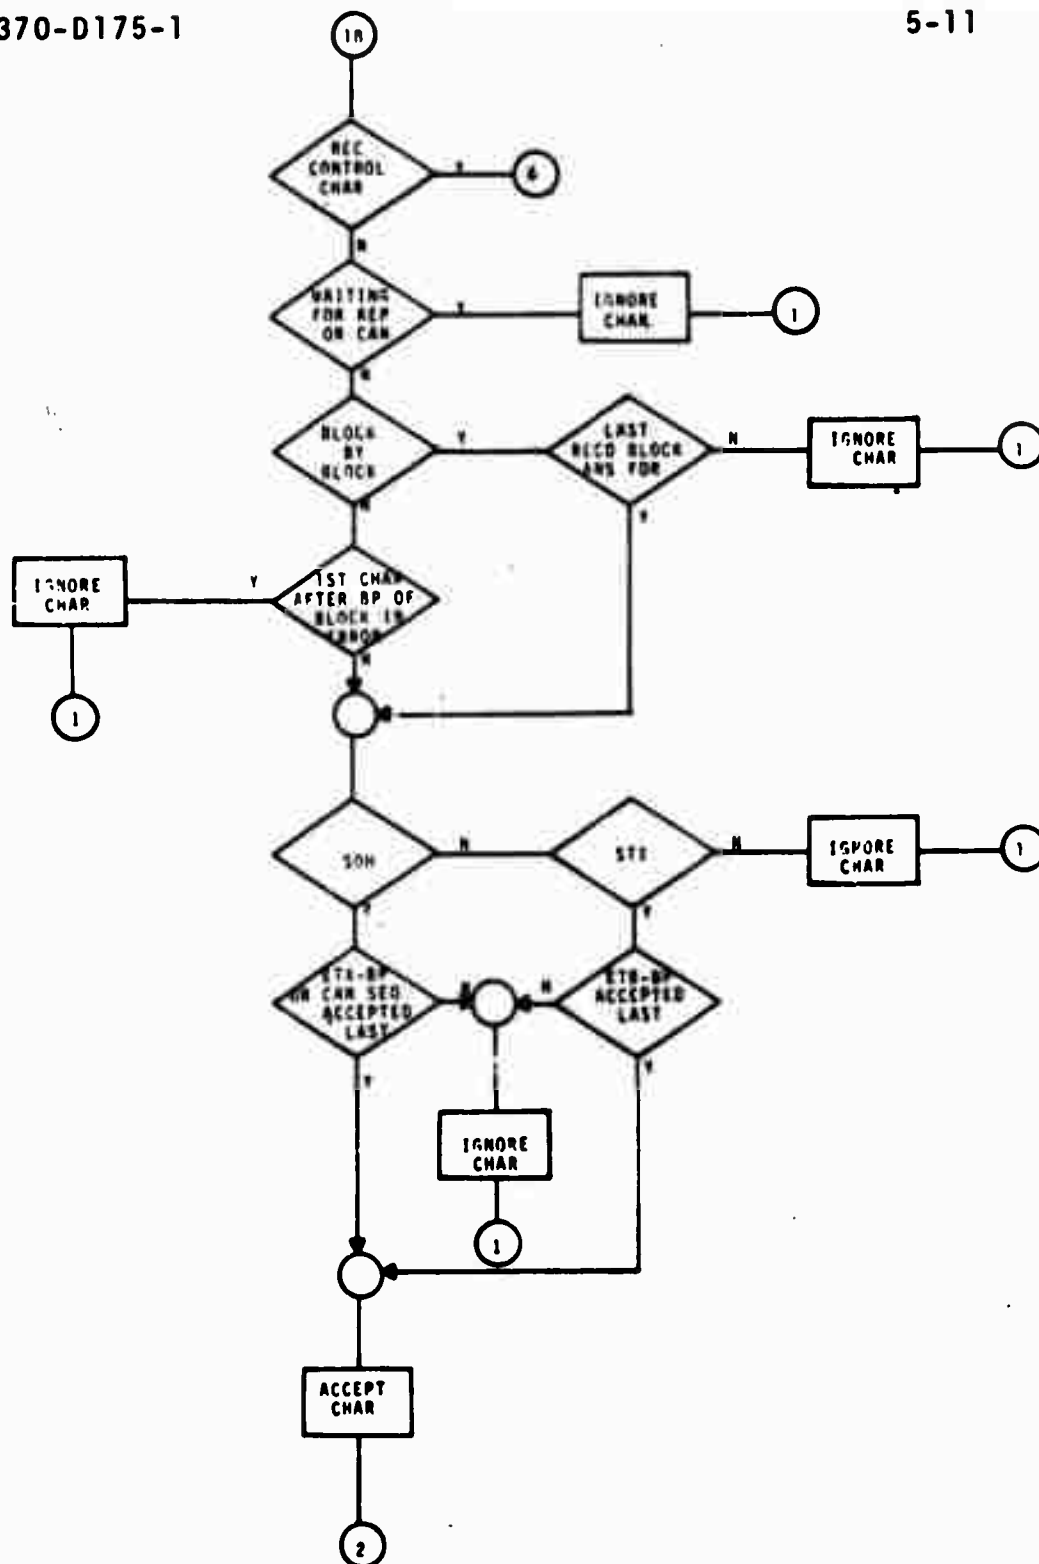 370-D175-1
5-11
REC
CONTROL
CHAR
Y
6
N
WAITING
FOR REP
OR CAN
Y
IGNORE
CHAR
1
N
BLOCK
BY
BLOCK
Y
LAST
RECD BLOCK
ANS FOR
N
IGNORE
CHAR
1
N
Y
IGNORE
CHAR
Y
1ST CHAR
AFTER BP OF
BLOCK IN
ERROR
N
1
SOH
N
N
IGNORE
CHAR
1
Y
Y
ETX-BP
OR CAN SEQ
ACCEPTED
LAST
N
N
ETB-BP
ACCEPTED
LAST
Y
Y
IGNORE
CHAR
1
ACCEPT
CHAR
2